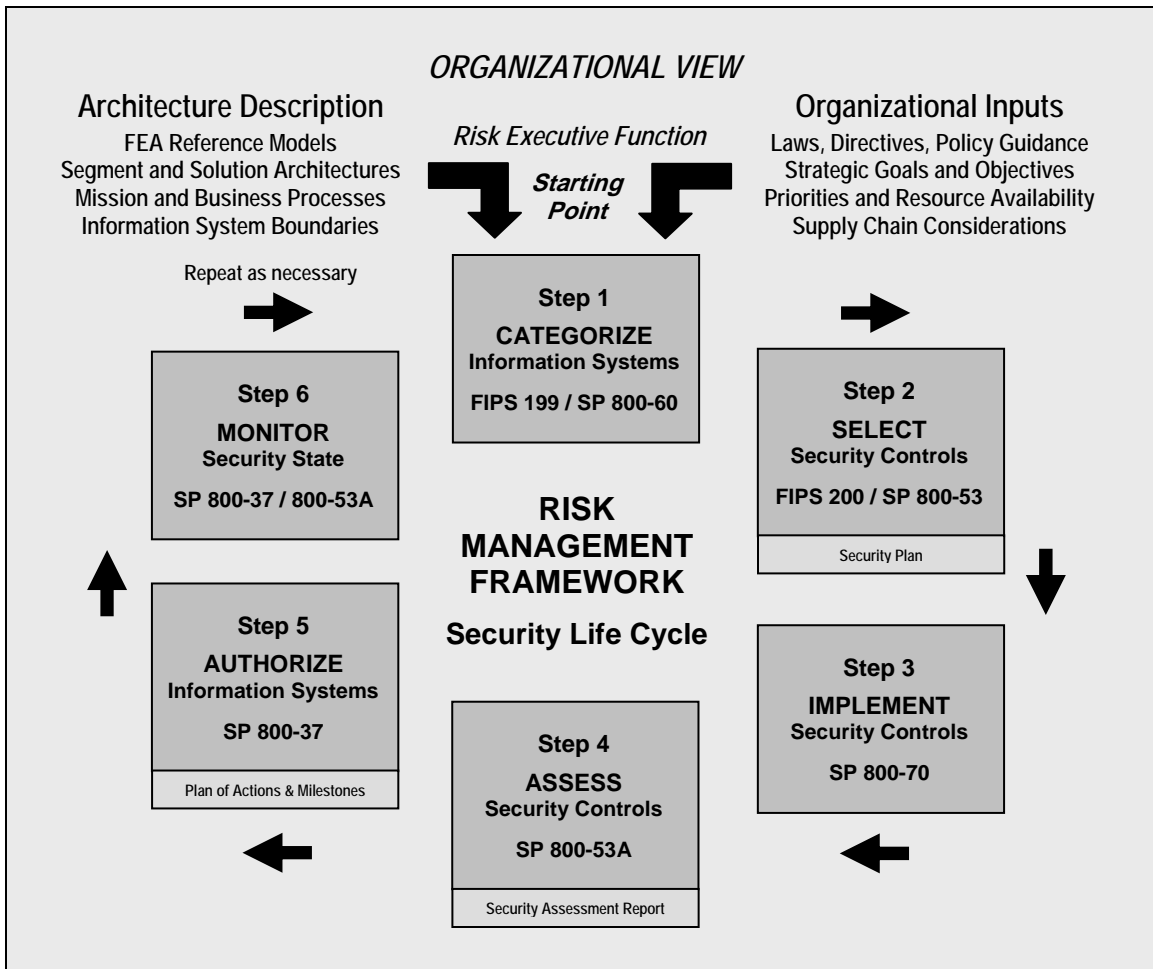 ORGANIZATIONAL VIEW
Architecture Description
FEA Reference Models
Segment and Solution Architectures
Mission and Business Processes
Information System Boundaries
Risk Executive Function
Starting
Point
Organizational Inputs
Laws, Directives, Policy Guidance
Strategic Goals and Objectives
Priorities and Resource Availability
Supply Chain Considerations
Repeat as necessary
Step 1
CATEGORIZE
Information Systems
FIPS 199 / SP 800-60
Step 2
SELECT
Security Controls
FIPS 200 / SP 800-53
Security Plan
Step 3
IMPLEMENT
Security Controls
SP 800-70
Step 4
ASSESS
Security Controls
SP 800-53A
Security Assessment Report
Step 5
AUTHORIZE
Information Systems
SP 800-37
Plan of Actions & Milestones
Step 6
MONITOR
Security State
SP 800-37 / 800-53A
RISK
MANAGEMENT
FRAMEWORK
Security Life Cycle